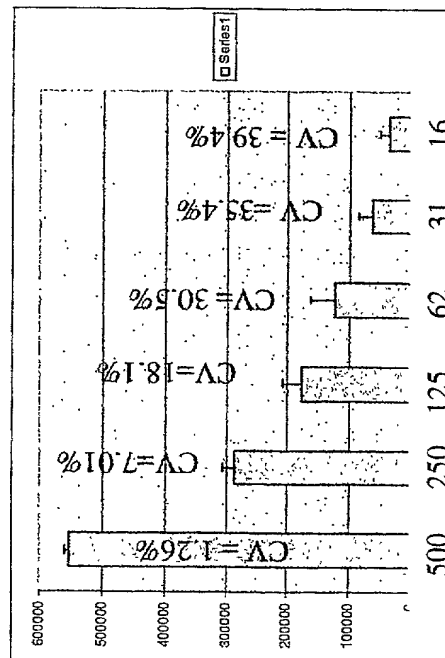 Series1
600000
500000
400000
300000
200000
100000
CV = 1.26%
CV=7.01%
CV=18.1%
CV=30.5%
CV=35.4%
CV = 39.4%
500
250
125
62
31
16